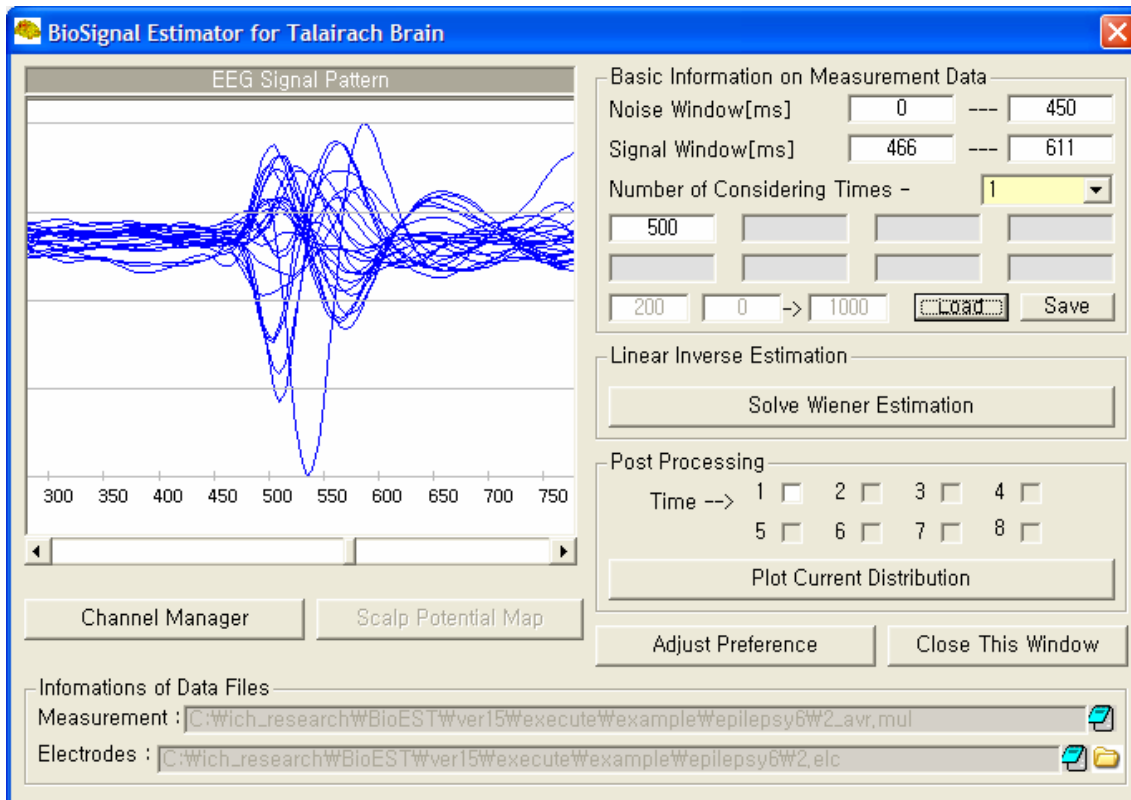 BioSignal Estimator for Talairach Brain
EEG Signal Pattern
300 350 400 450 500 550 600 650 700 750
Channel Manager
Scalp Potential Map
Basic Information on Measurement Data
Noise Window[ms] 0 --- 450
Signal Window[ms] 466 --- 611
Number of Considering Times - 1
500
200 0 -> 1000 Load Save
Linear Inverse Estimation
Solve Wiener Estimation
Post Processing
Time --> 1 2 3 4
5 6 7 8
Plot Current Distribution
Adjust Preference
Close This Window
Infomations of Data Files
Measurement : C:₩ich_research₩BioEST₩ver15₩execute₩example₩epilepsy6₩2_avr.mul
Electrodes : C:₩ich_research₩BioEST₩ver15₩execute₩example₩epilepsy6₩2.elc